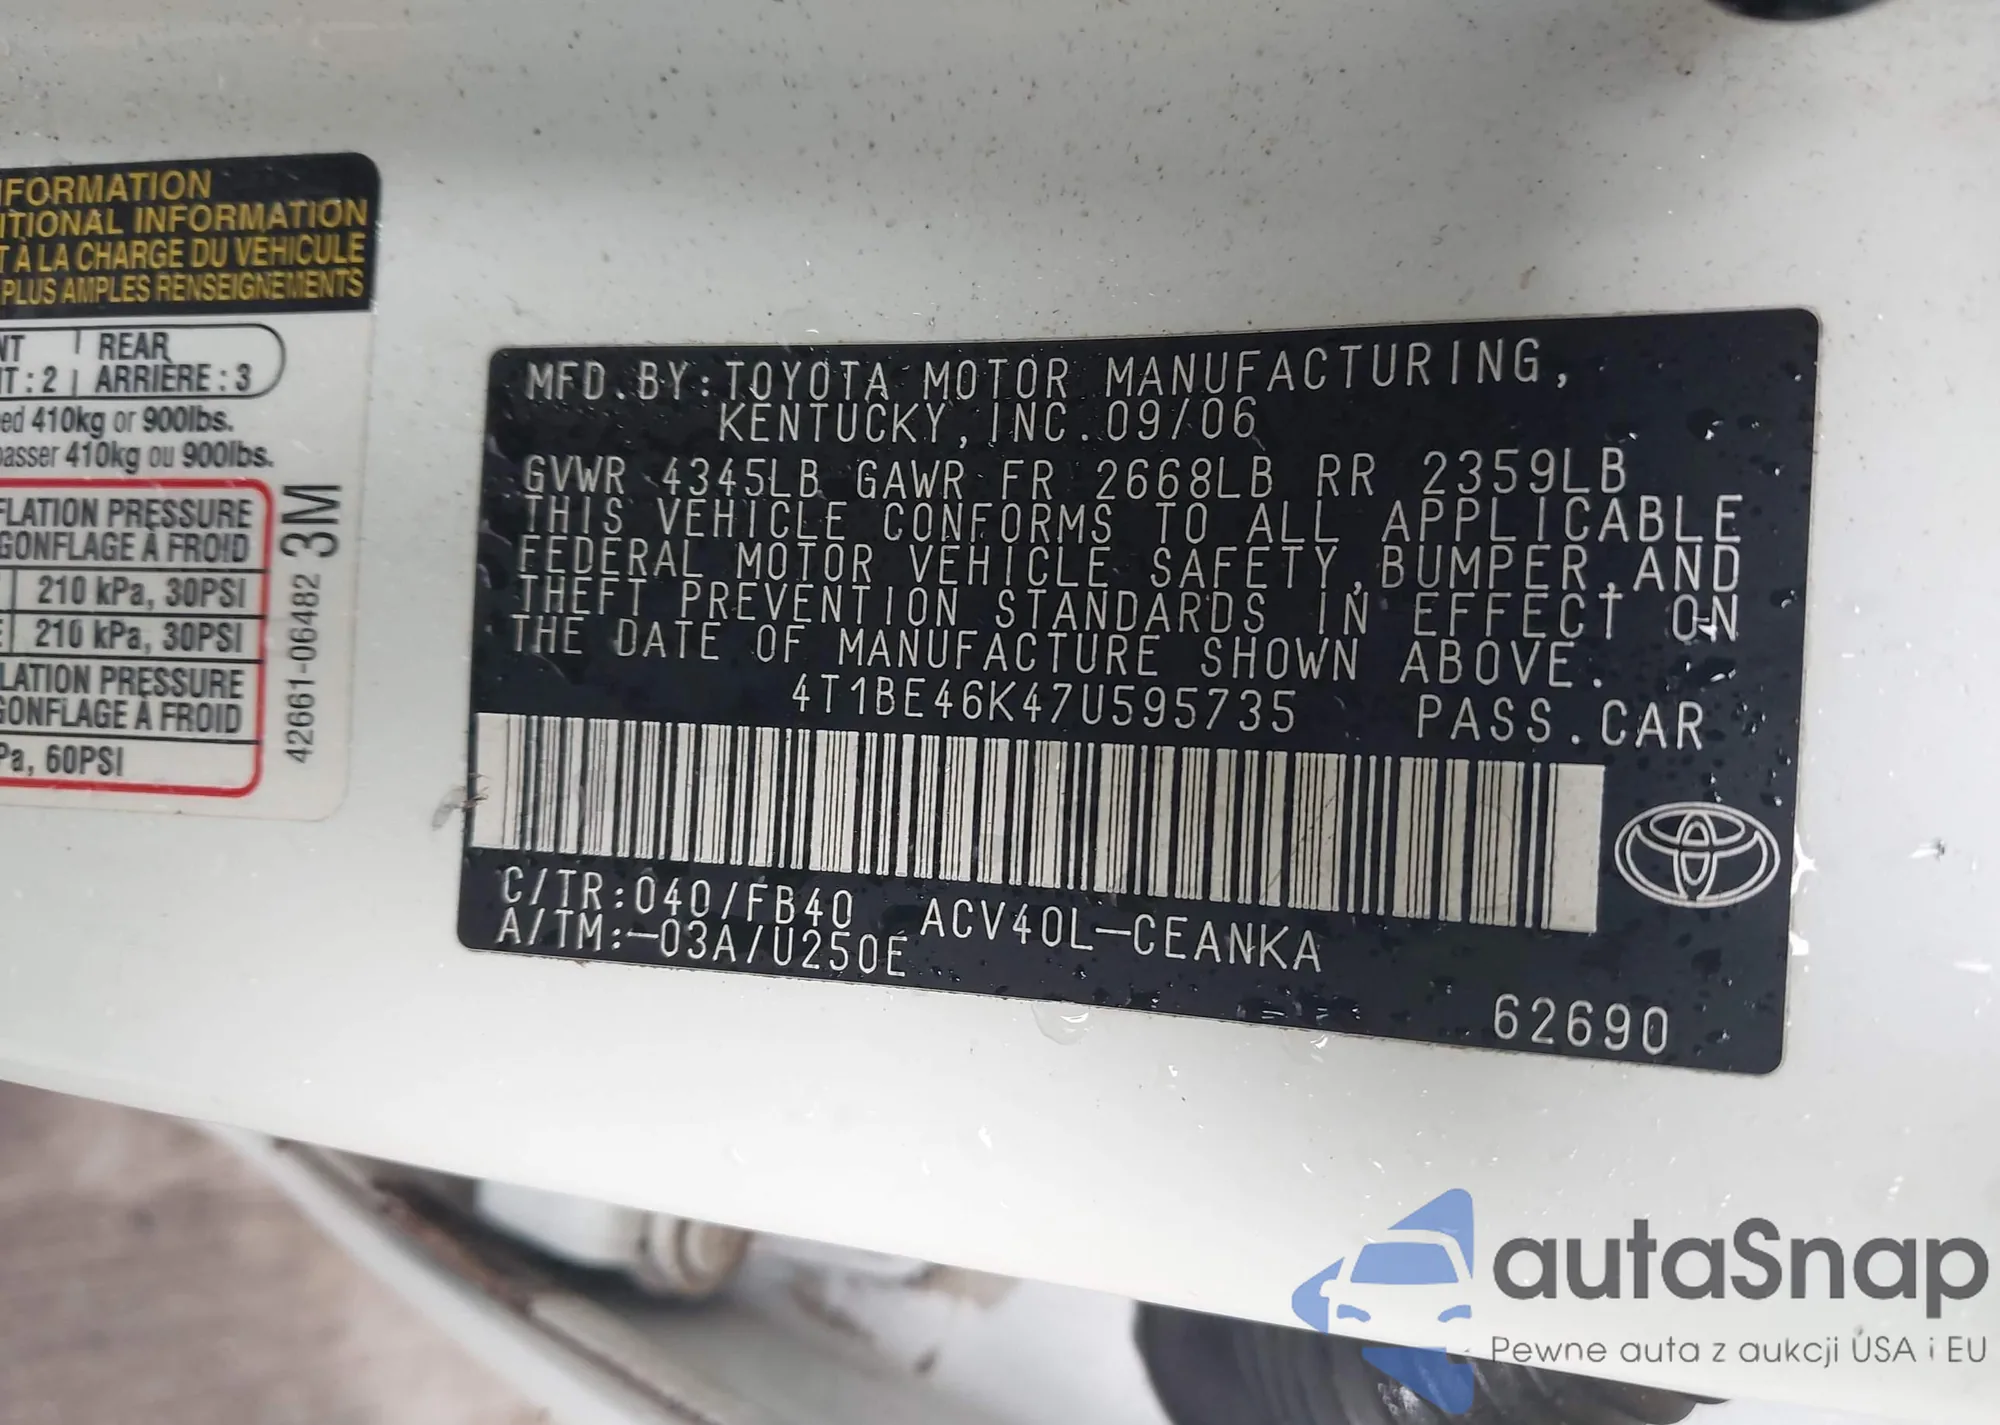 FORMATION
ITIONAL INFORMATION
T À LA CHARGE DU VÉHICULE
PLUS AMPLES RENSEIGNEMENTS
NT REAR
T : 2 ARRIÈRE : 3
ed 410kg or 900lbs.
passer 410kg ou 900lbs.
FLATION PRESSURE
GONFLAGE À FROID
210 kPa, 30PSI
210 kPa, 30PSI
LATION PRESSURE
GONFLAGE À FROID
Pa, 60PSI
42661-06482 3M
MFD.BY:TOYOTA MOTOR MANUFACTURING,
KENTUCKY,INC.09/06
GVWR 4345LB GAWR FR 2668LB RR 2359LB
THIS VEHICLE CONFORMS TO ALL APPLICABLE
FEDERAL MOTOR VEHICLE SAFETY,BUMPER,AND
THEFT PREVENTION STANDARDS IN EFFECT ON
THE DATE OF MANUFACTURE SHOWN ABOVE.
4T1BE46K47U595735 PASS.CAR
C/TR:040/FB40 ACV40L-CEANKA
A/TM:-03A/U250E
62690
autaSnap
Pewne auta z aukcji USA i EU